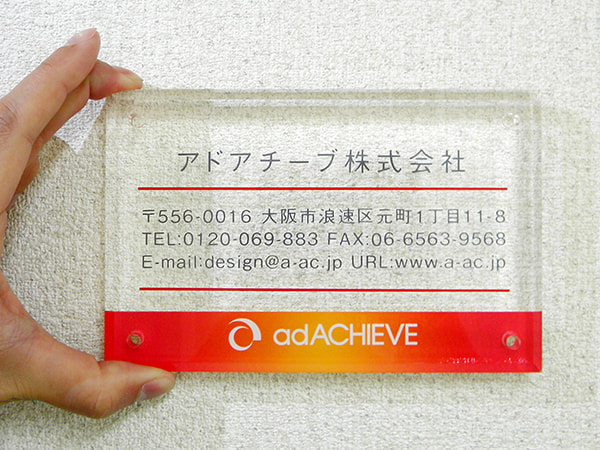 アドアチーブ株式会社
〒556-0016 大阪市浪速区元町1丁目11-8
TEL:0120-069-883 FAX:06-6563-9568
E-mail:design@a-ac.jp URL:www.a-ac.jp
adACHIEVE